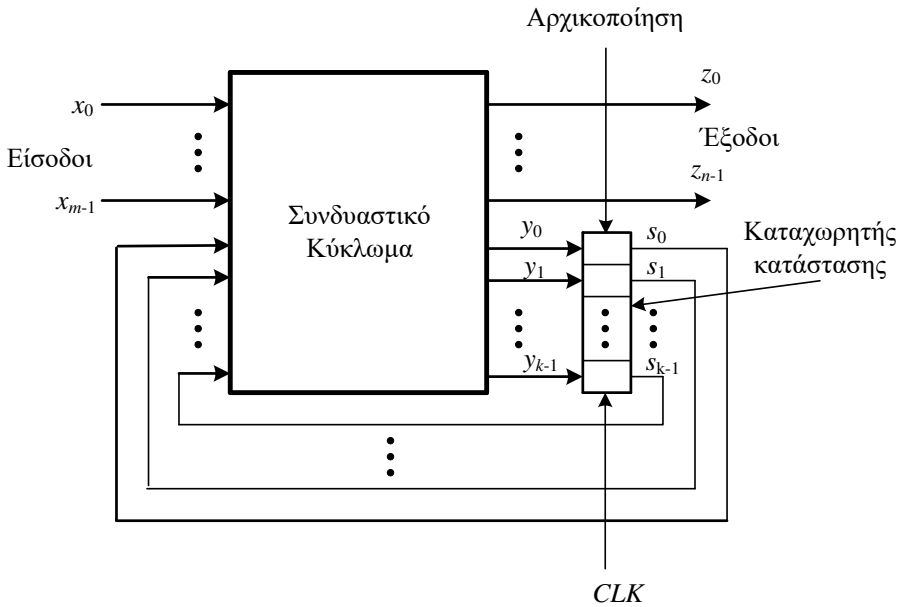 Αρχικοποίηση
x0
z0
Είσοδοι
Έξοδοι
xm-1
zn-1
Συνδυαστικό
Κύκλωμα
y0
s0
Καταχωρητής
κατάστασης
y1
s1
yk-1
sk-1
CLK